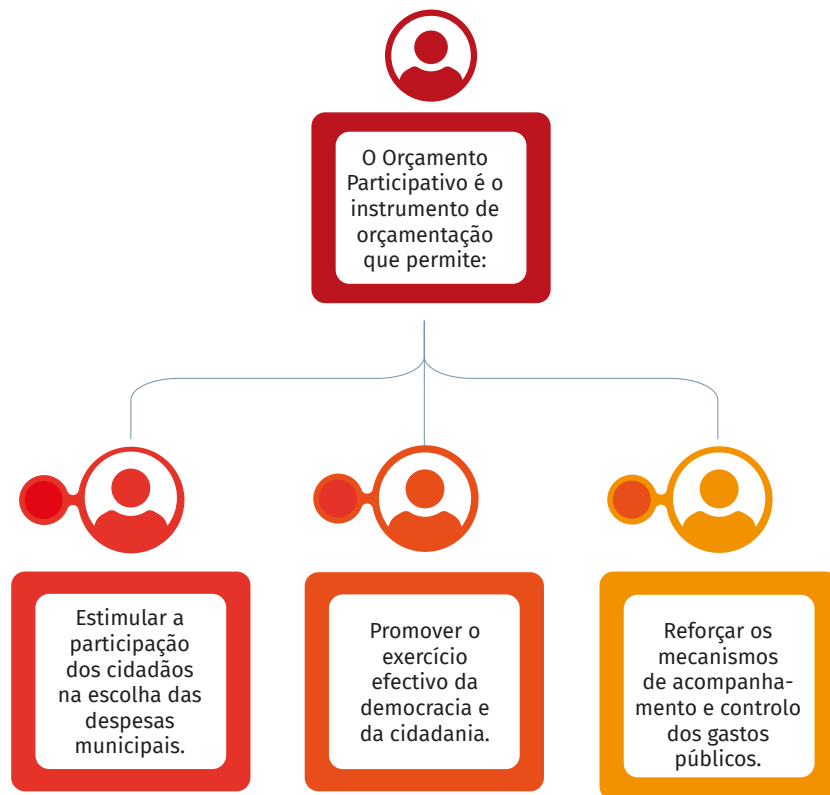 O Orçamento
Participativo é o
instrumento de
orçamentação
que permite:
Estimular a
participação
dos cidadãos
na escolha das
despesas
municipais.
Promover o
exercício
efectivo da
democracia e
da cidadania.
Reforçar os
mecanismos
de acompanha-
mento e controlo
dos gastos
públicos.